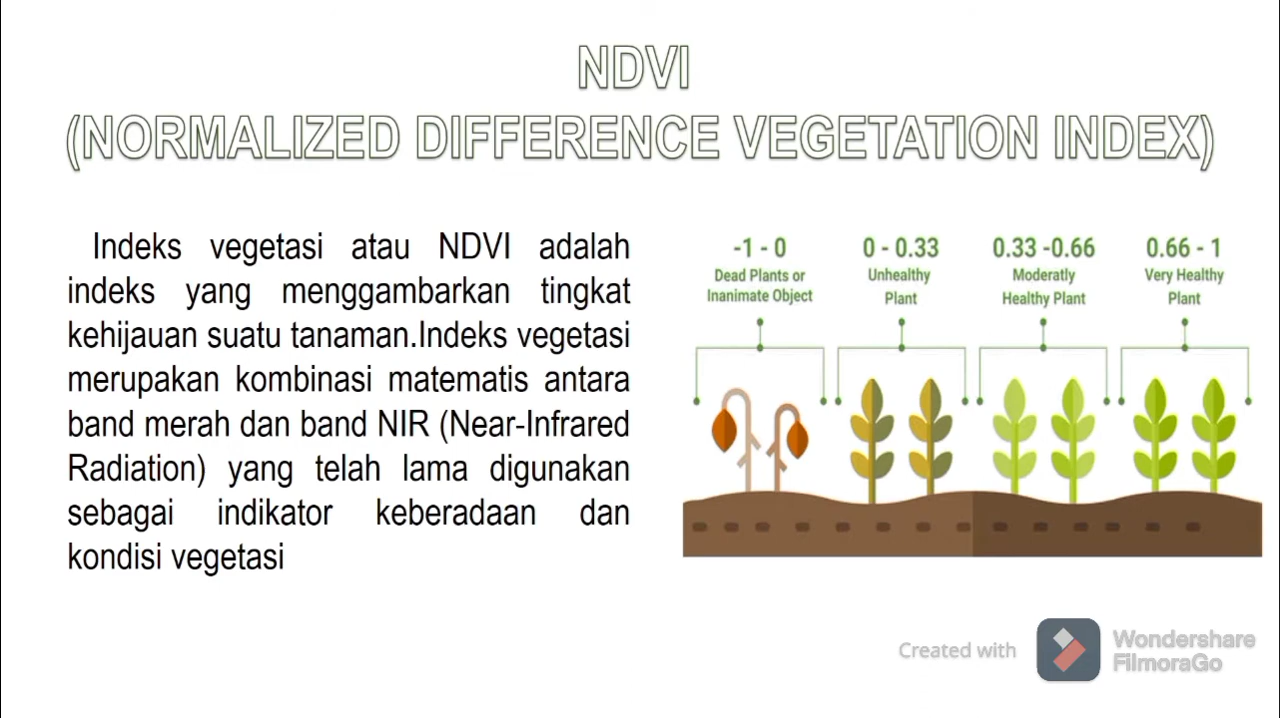 NDVI
(NORMALIZED DIFFERENCE VEGETATION INDEX)
Indeks vegetasi atau NDVI adalah
indeks yang menggambarkan tingkat
kehijauan suatu tanaman.Indeks vegetasi
merupakan kombinasi matematis antara
band merah dan band NIR (Near-Infrared
Radiation) yang telah lama digunakan
sebagai indikator keberadaan dan
kondisi vegetasi
-1 - 0
Dead Plants or
Inanimate Object
0 - 0.33
Unhealthy
Plant
0.33 -0.66
Moderatly
Healthy Plant
0.66 - 1
Very Healthy
Plant
Created with
Wondershare
FilmoraGo